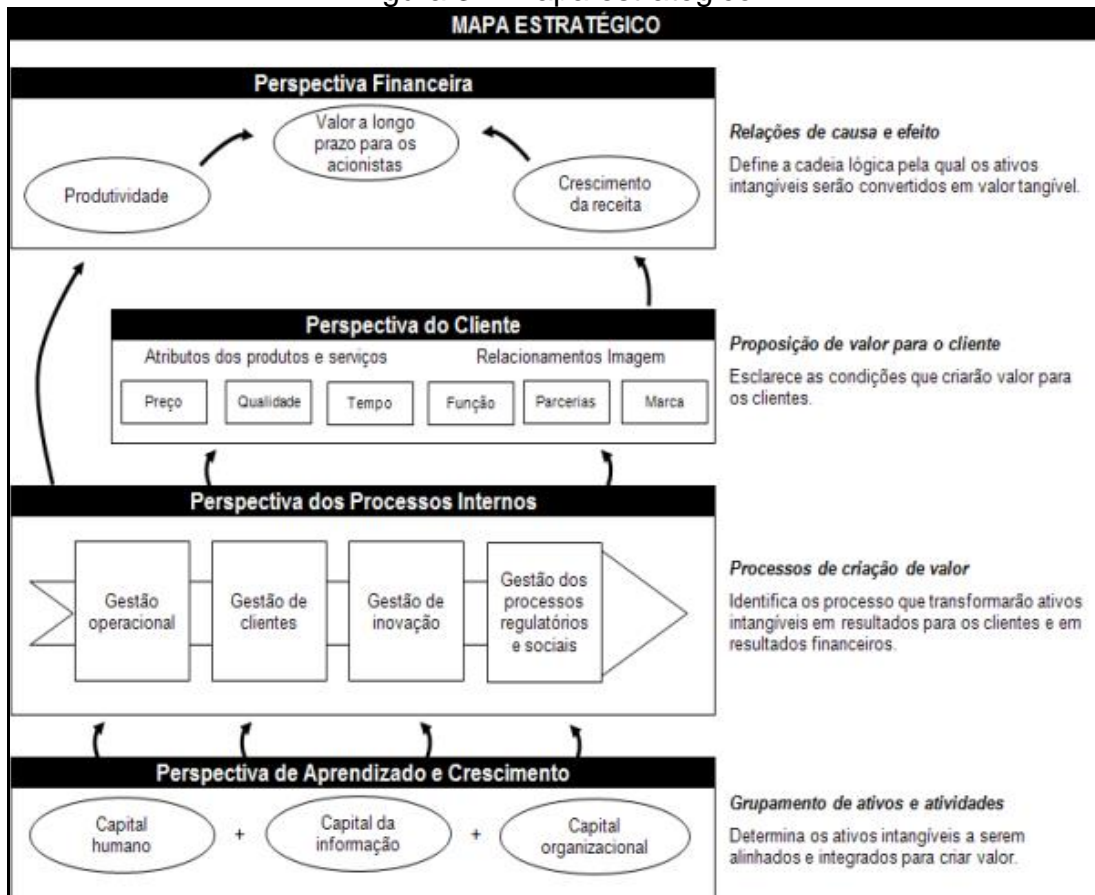 MAPA ESTRATÉGICO
Perspectiva Financeira
Valor a longo
prazo para os
acionistas
Produtividade
Crescimento
da receita
Relações de causa e efeito
Define a cadeia lógica pela qual os ativos
intangíveis serão convertidos em valor tangível.
Perspectiva do Cliente
Atributos dos produtos e serviços
Relacionamentos Imagem
Preço
Qualidade
Tempo
Função
Parcerias
Marca
Proposição de valor para o cliente
Esclarece as condições que criarão valor para
os clientes.
Perspectiva dos Processos Internos
Gestão
operacional
Gestão de
clientes
Gestão de
inovação
Gestão dos
processos
regulatórios
e sociais
Processos de criação de valor
Identifica os processo que transformarão ativos
intangíveis em resultados para os clientes e em
resultados financeiros.
Perspectiva de Aprendizado e Crescimento
Capital
humano
+
Capital da
informação
+
Capital
organizacional
Grupamento de ativos e atividades
Determina os ativos intangíveis a serem
alinhados e integrados para criar valor.